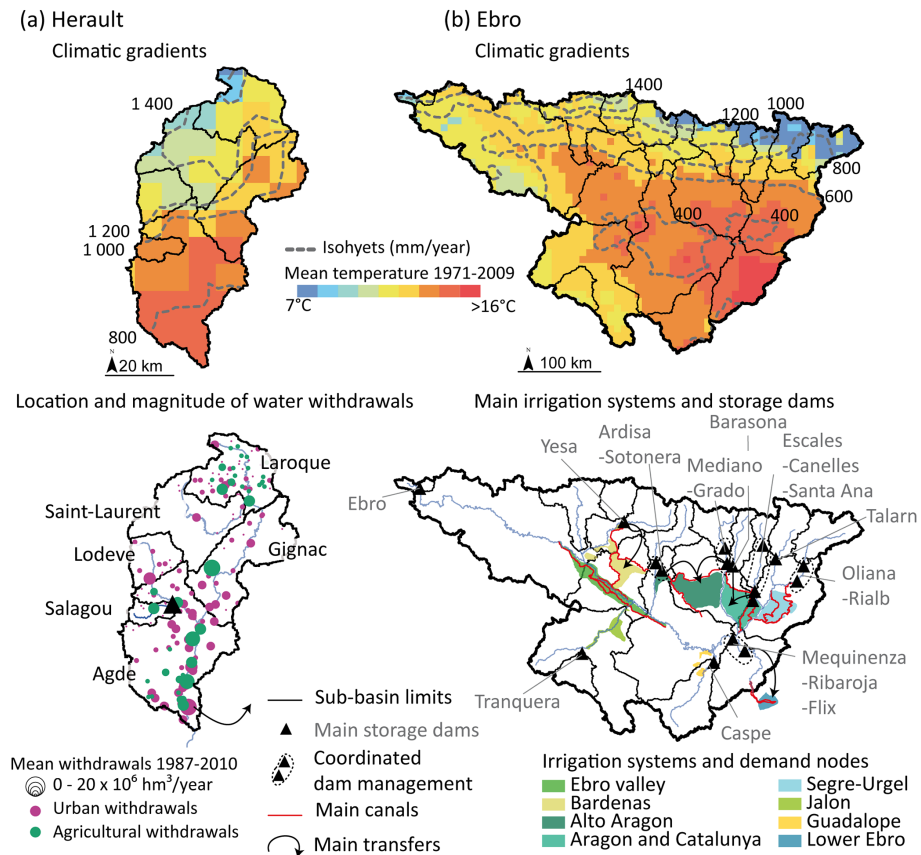 (a) Herault
Climatic gradients
1 400
1 200
1 000
800
N
20 km
(b) Ebro
Climatic gradients
1400
1200
1000
800
600
400
400
Isohyets (mm/year)
Mean temperature 1971-2009
7°C
>16°C
N
100 km
Location and magnitude of water withdrawals
Laroque
Saint-Laurent
Gignac
Lodeve
Salagou
Agde
Mean withdrawals 1987-2010
0 - 20 x 10⁶ hm³/year
Urban withdrawals
Agricultural withdrawals
Sub-basin limits
Main storage dams
Coordinated
dam management
Main canals
Main transfers
Main irrigation systems and storage dams
Ebro
Yesa
Ardisa
-Sotonera
Mediano
-Grado
Barasona
Escales
-Canelles
-Santa Ana
Talarn
Oliana
-Rialb
Mequinenza
-Ribaroja
-Flix
Caspe
Tranquera
Irrigation systems and demand nodes
Ebro valley
Bardenas
Alto Aragon
Aragon and Catalunya
Segre-Urgel
Jalon
Guadalope
Lower Ebro